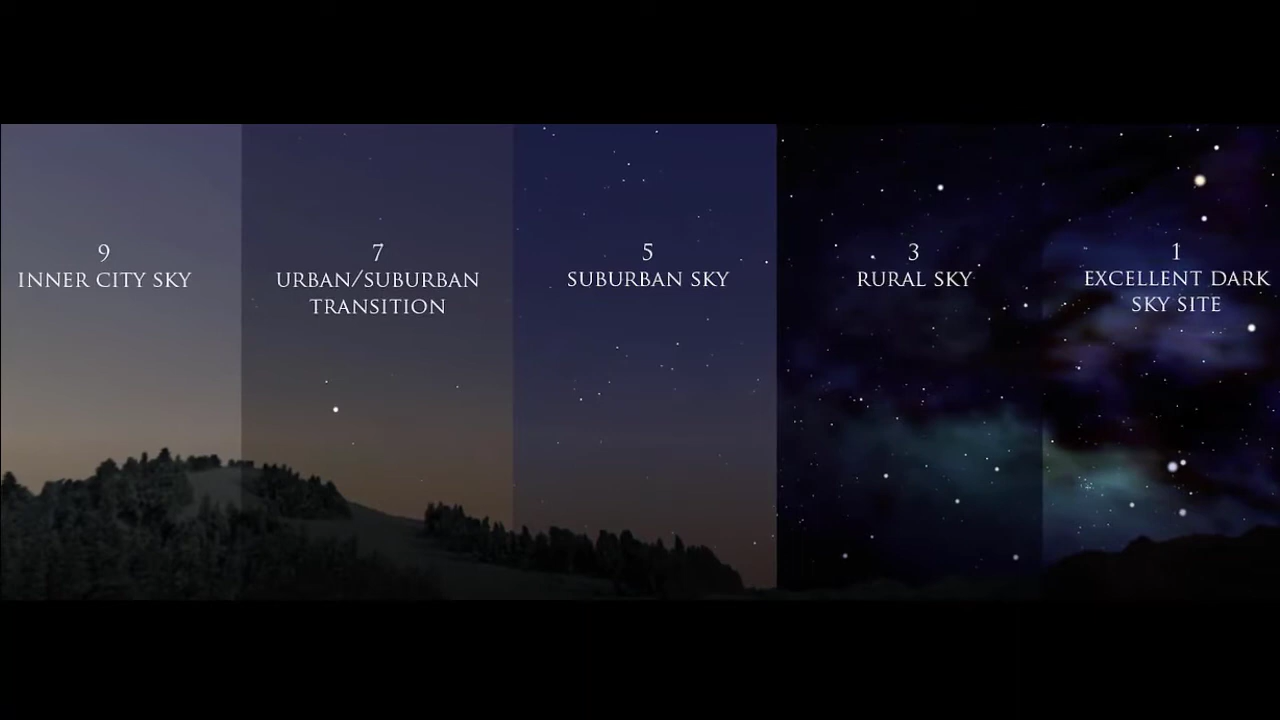 9
INNER CITY SKY
7
URBAN/SUBURBAN
TRANSITION
5
SUBURBAN SKY
3
RURAL SKY
1
EXCELLENT DARK
SKY SITE